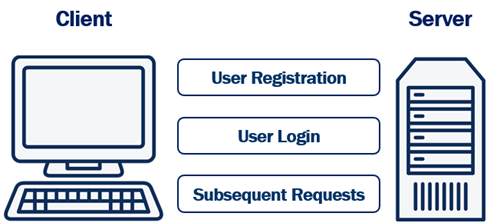 Client
Server
User Registration
User Login
Subsequent Requests